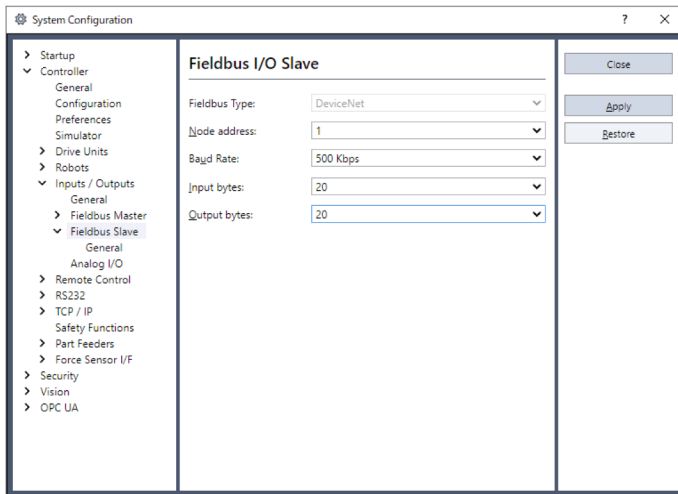 System Configuration
?
Startup
Controller
General
Configuration
Preferences
Simulator
Drive Units
Robots
Inputs / Outputs
General
Fieldbus Master
Fieldbus Slave
General
Analog I/O
Remote Control
RS232
TCP / IP
Safety Functions
Part Feeders
Force Sensor I/F
Security
Vision
OPC UA
Fieldbus I/O Slave
Fieldbus Type: DeviceNet
Node address: 1
Baud Rate: 500 Kbps
Input bytes: 20
Output bytes: 20
Close
Apply
Restore